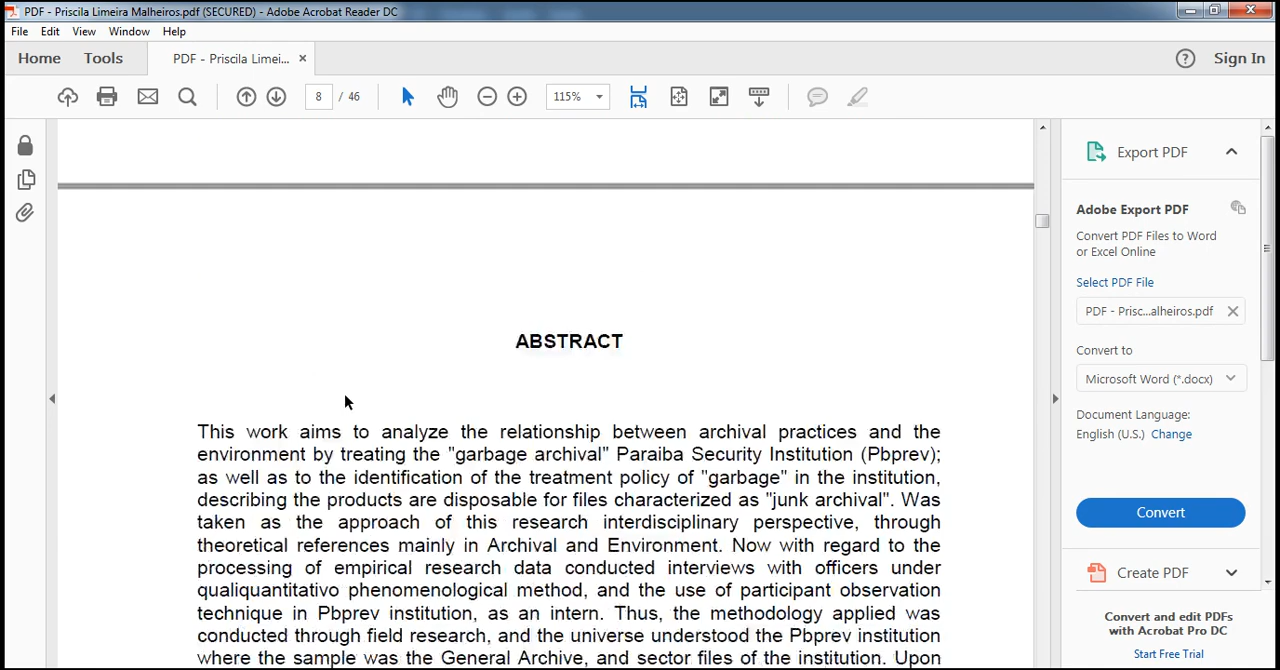 PDF - Priscila Limeira Malheiros.pdf (SECURED) - Adobe Acrobat Reader DC
File Edit View Window Help
Home Tools PDF - Priscila Limei... × Sign In
8 / 46 115%
Export PDF
Adobe Export PDF
Convert PDF Files to Word
or Excel Online
Select PDF File
PDF - Prisc...alheiros.pdf
Convert to
Microsoft Word (*.docx)
Document Language:
English (U.S.) Change
Convert
Create PDF
Convert and edit PDFs
with Acrobat Pro DC
Start Free Trial
ABSTRACT
This work aims to analyze the relationship between archival practices and the
environment by treating the "garbage archival" Paraiba Security Institution (Pbprev);
as well as to the identification of the treatment policy of "garbage" in the institution,
describing the products are disposable for files characterized as "junk archival". Was
taken as the approach of this research interdisciplinary perspective, through
theoretical references mainly in Archival and Environment. Now with regard to the
processing of empirical research data conducted interviews with officers under
qualiquantitativo phenomenological method, and the use of participant observation
technique in Pbprev institution, as an intern. Thus, the methodology applied was
conducted through field research, and the universe understood the Pbprev institution
where the sample was the General Archive, and sector files of the institution. Upon